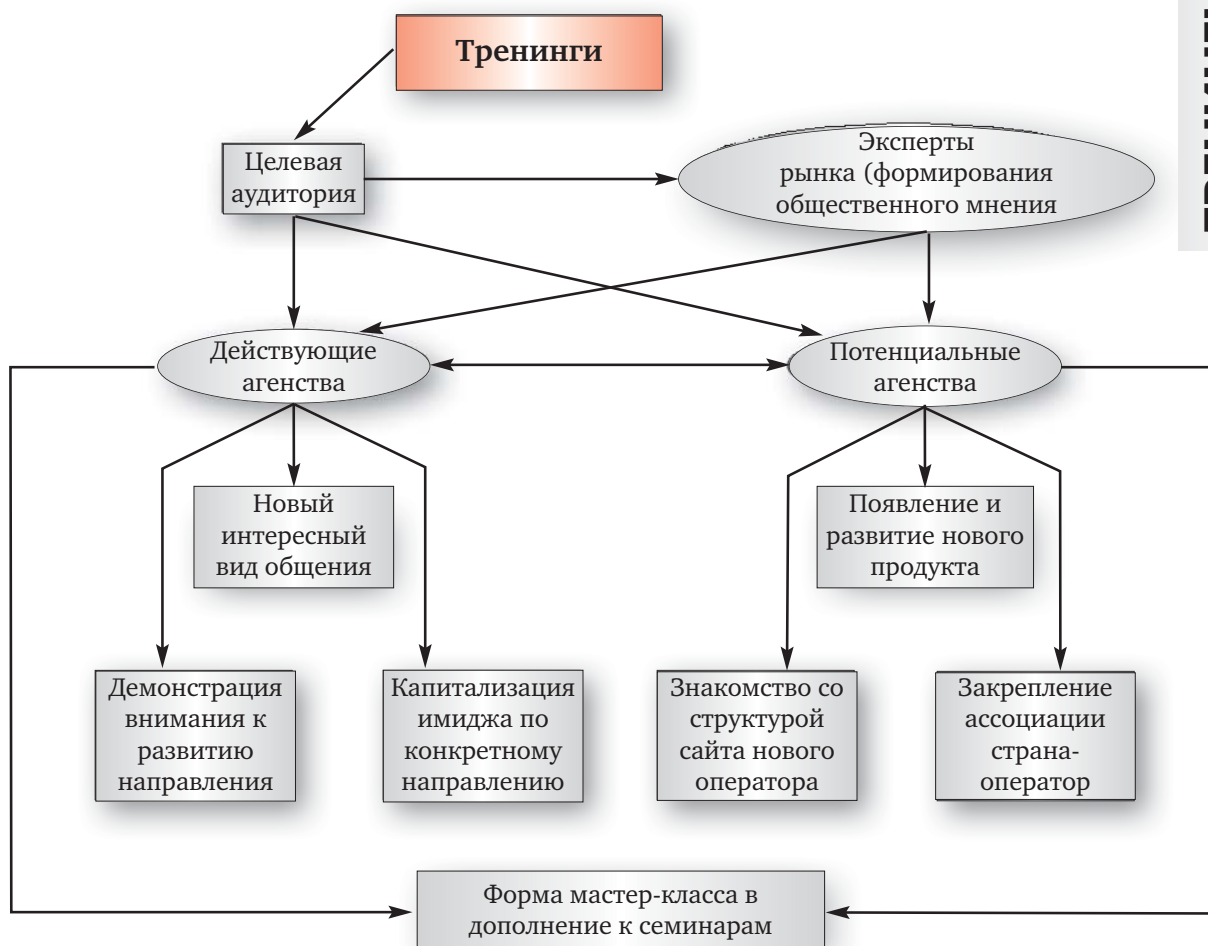 Тренинги
Целевая
аудитория
Эксперты
рынка (формирования
общественного мнения
Действующие
агенства
Потенциальные
агенства
Новый
интересный
вид общения
Появление и
развитие нового
продукта
Демонстрация
внимания к
развитию
направления
Капитализация
имиджа по
конкретному
направлению
Знакомство со
структурой
сайта нового
оператора
Закрепление
ассоциации
страна-
оператор
Форма мастер-класса в
дополнение к семинарам